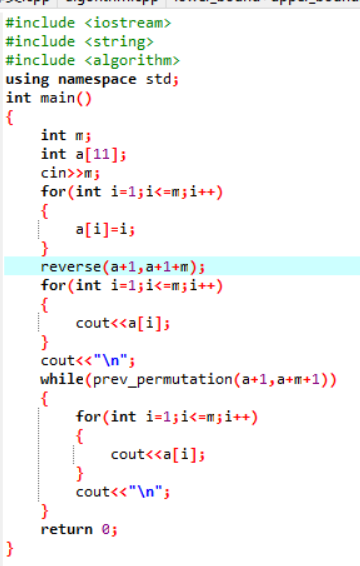 #include <iostream>
#include <string>
#include <algorithm>
using namespace std;
int main()
{
    int m;
    int a[11];
    cin>>m;
    for(int i=1;i<=m;i++)
    {
        a[i]=i;
    }
    reverse(a+1,a+1+m);
    for(int i=1;i<=m;i++)
    {
        cout<<a[i];
    }
    cout<<"\n";
    while(prev_permutation(a+1,a+m+1))
    {
        for(int i=1;i<=m;i++)
        {
            cout<<a[i];
        }
        cout<<"\n";
    }
    return 0;
}